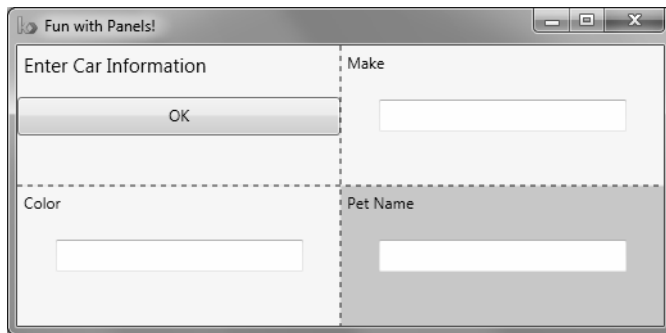 Fun with Panels!
Enter Car Information
OK
Make
Color
Pet Name